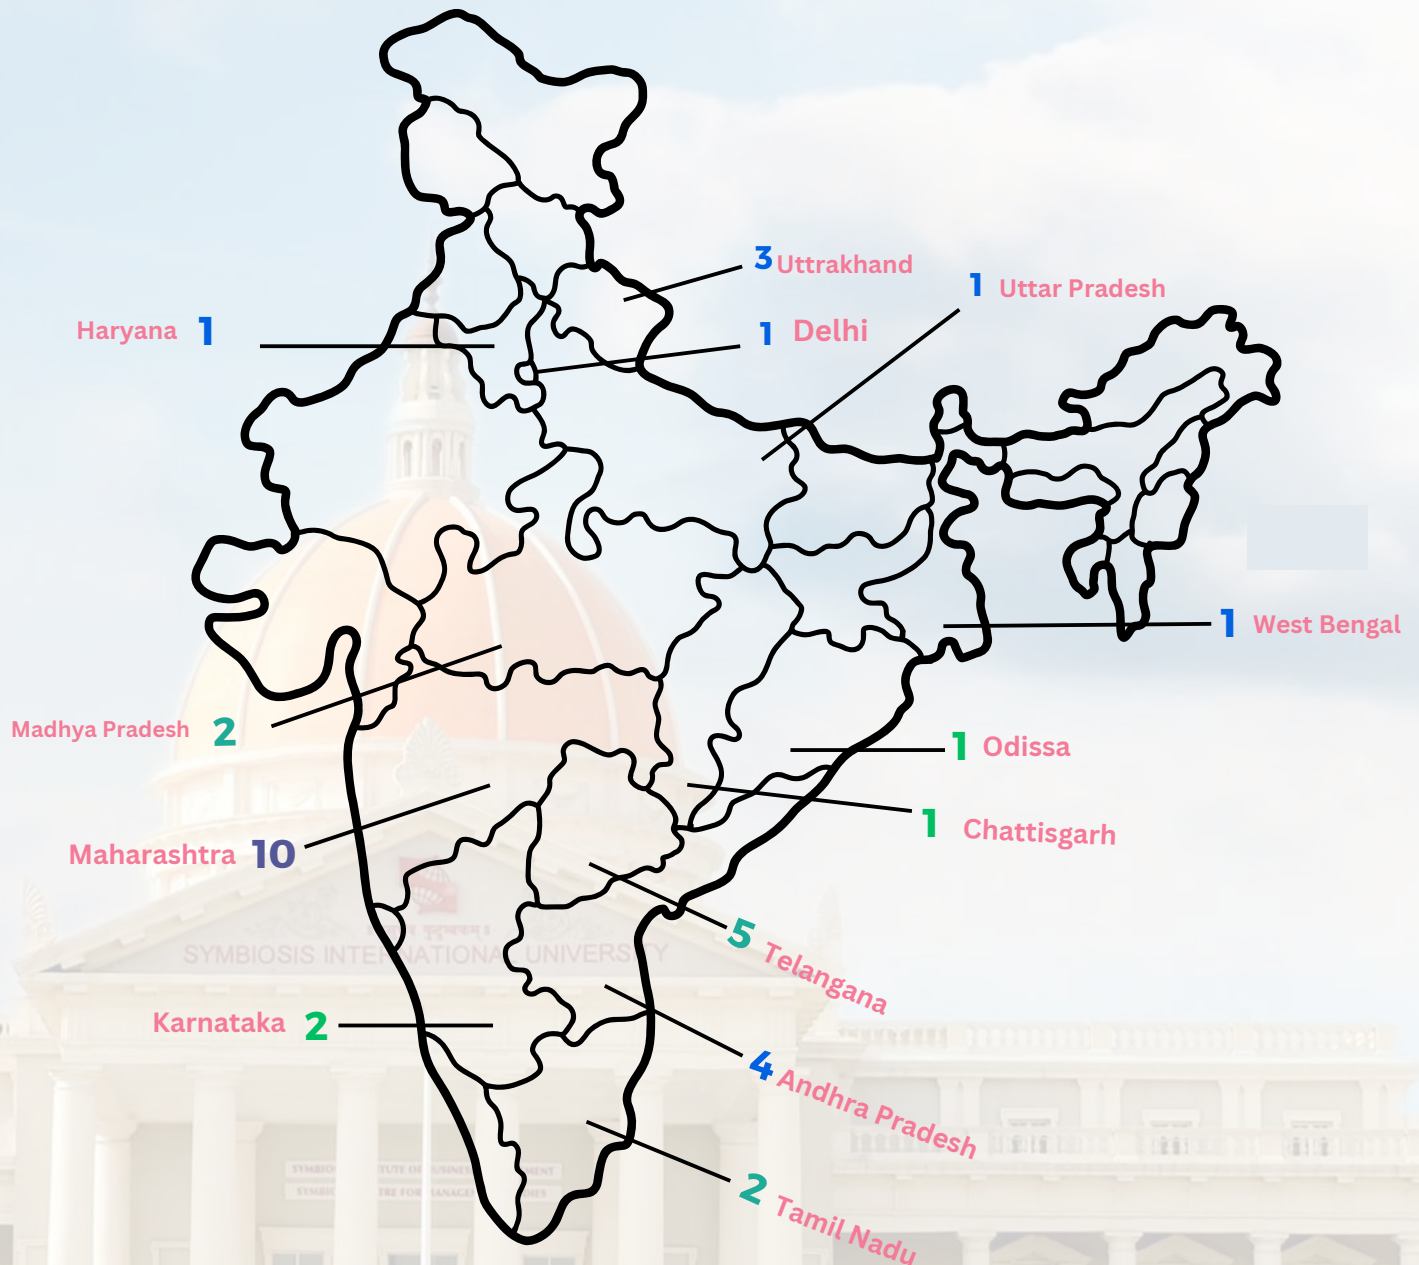 3 Uttrakhand
1 Uttar Pradesh
Haryana 1
1 Delhi
1 West Bengal
Madhya Pradesh 2
1 Odissa
1 Chattisgarh
Maharashtra 10
5 Telangana
SYMBIOSIS INTERNATIONAL UNIVERSITY
Karnataka 2
4 Andhra Pradesh
2 Tamil Nadu